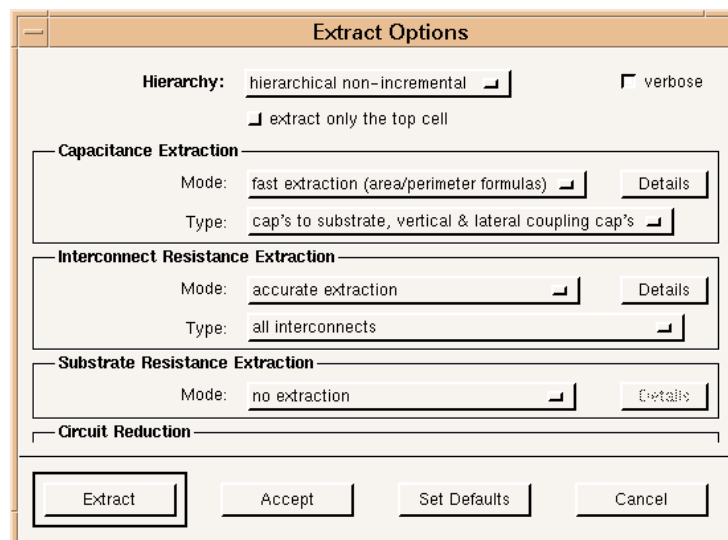 Extract Options
Hierarchy: hierarchical non-incremental verbose
extract only the top cell
Capacitance Extraction
Mode: fast extraction (area/perimeter formulas) Details
Type: cap's to substrate, vertical & lateral coupling cap's
Interconnect Resistance Extraction
Mode: accurate extraction Details
Type: all interconnects
Substrate Resistance Extraction
Mode: no extraction Details
Circuit Reduction
Extract Accept Set Defaults Cancel